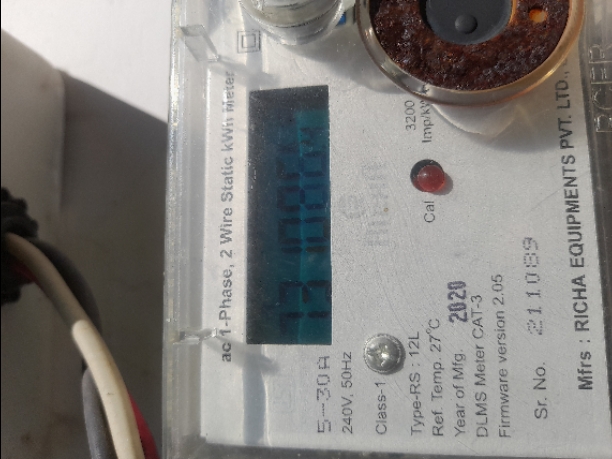 ac 1-Phase, 2 Wire Static kWh Meter
5-30A
240V, 50Hz
3200
Imp/kW
Cal
Class-1
Type-RS : 12L
Ref. Temp. 27°C
Year of Mfg. 2020
DLMS Meter CAT-3
Firmware version 2.05
Sr. No. 211089
Mfrs : RICHA EQUIPMENTS PVT. LTD.,